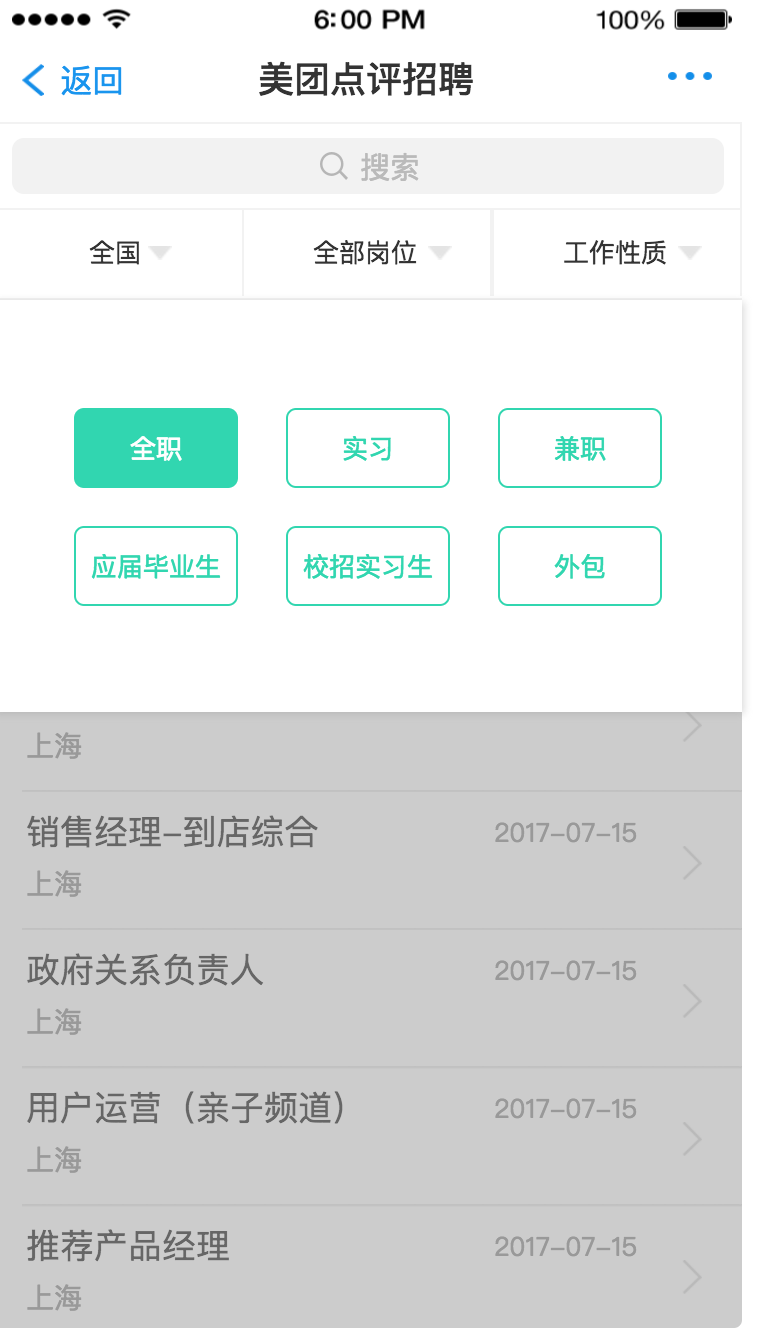 6:00 PM 100%
返回 美团点评招聘
搜索
全国 全部岗位 工作性质
全职 实习 兼职
应届毕业生 校招实习生 外包
上海
销售经理-到店综合 2017-07-15
上海
政府关系负责人 2017-07-15
上海
用户运营（亲子频道） 2017-07-15
上海
推荐产品经理 2017-07-15
上海